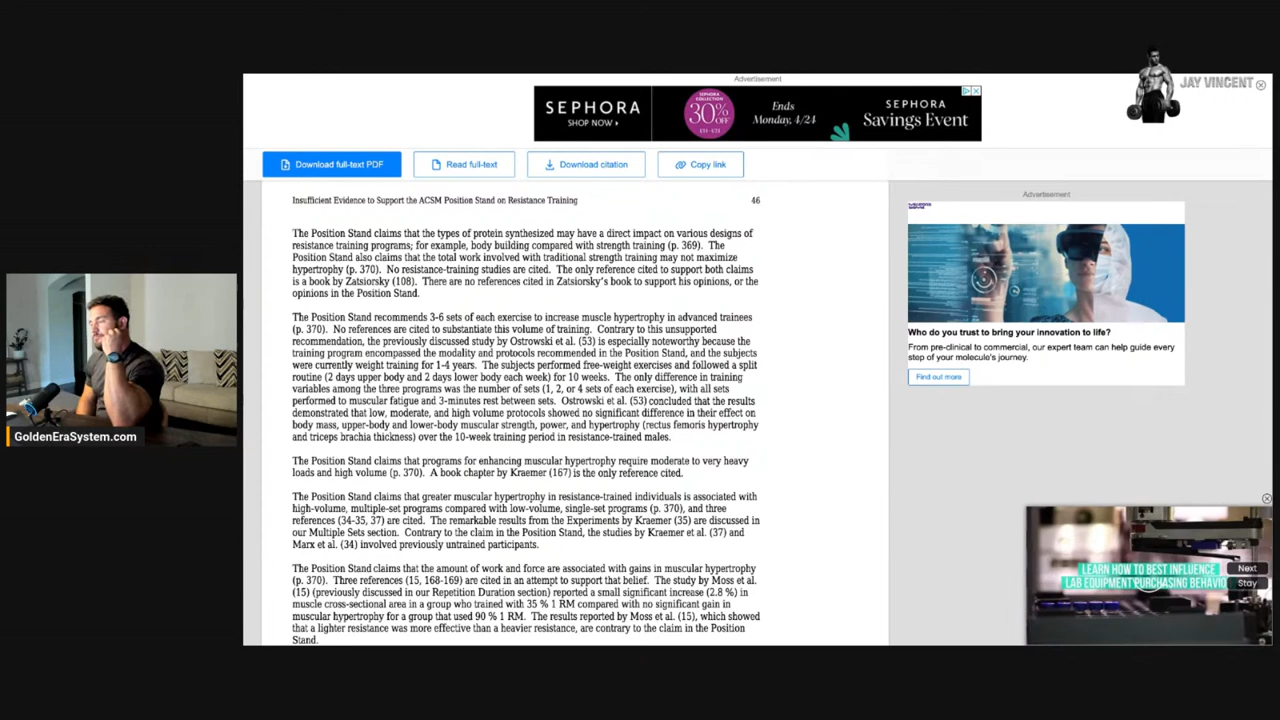 Advertisement
SEPHORA
SHOP NOW
SEPHORA COLLECTION
30% OFF
4/14 - 4/24
Ends
Monday, 4/24
SEPHORA
Savings Event
JAY VINCENT
Download full-text PDF
Read full-text
Download citation
Copy link
Insufficient Evidence to Support the ACSM Position Stand on Resistance Training 46
The Position Stand claims that the types of protein synthesized may have a direct impact on various designs of
resistance training programs; for example, body building compared with strength training (p. 369). The
Position Stand also claims that the total work involved with traditional strength training may not maximize
hypertrophy (p. 370). No resistance-training studies are cited. The only reference cited to support both claims
is a book by Zatsiorsky (108). There are no references cited in Zatsiorsky's book to support his opinions, or the
opinions in the Position Stand.
The Position Stand recommends 3-6 sets of each exercise to increase muscle hypertrophy in advanced trainees
(p. 370). No references are cited to substantiate this volume of training. Contrary to this unsupported
recommendation, the previously discussed study by Ostrowski et al. (53) is especially noteworthy because the
training program encompassed the modality and protocols recommended in the Position Stand, and the subjects
were currently weight training for 1-4 years. The subjects performed free-weight exercises and followed a split
routine (2 days upper body and 2 days lower body each week) for 10 weeks. The only difference in training
variables among the three programs was the number of sets (1, 2, or 4 sets of each exercise), with all sets
performed to muscular fatigue and 3-minutes rest between sets. Ostrowski et al. (53) concluded that the results
demonstrated that low, moderate, and high volume protocols showed no significant difference in their effect on
body mass, upper-body and lower-body muscular strength, power, and hypertrophy (rectus femoris hypertrophy
and triceps brachia thickness) over the 10-week training period in resistance-trained males.
The Position Stand claims that programs for enhancing muscular hypertrophy require moderate to very heavy
loads and high volume (p. 370). A book chapter by Kraemer (167) is the only reference cited.
The Position Stand claims that greater muscular hypertrophy in resistance-trained individuals is associated with
high-volume, multiple-set programs compared with low-volume, single-set programs (p. 370), and three
references (34-35, 37) are cited. The remarkable results from the Experiments by Kraemer (35) are discussed in
our Multiple Sets section. Contrary to the claim in the Position Stand, the studies by Kraemer et al. (37) and
Marx et al. (34) involved previously untrained participants.
The Position Stand claims that the amount of work and force are associated with gains in muscular hypertrophy
(p. 370). Three references (15, 168-169) are cited in an attempt to support that belief. The study by Moss et al.
(15) (previously discussed in our Repetition Duration section) reported a small significant increase (2.8 %) in
muscle cross-sectional area in a group who trained with 35 % 1 RM compared with no significant gain in
muscular hypertrophy for a group that used 90 % 1 RM. The results reported by Moss et al. (15), which showed
that a lighter resistance was more effective than a heavier resistance, are contrary to the claim in the Position
Stand.
Advertisement
Who do you trust to bring your innovation to life?
From pre-clinical to commercial, our expert team can help guide every
step of your molecule's journey.
Find out more
GoldenEraSystem.com
LEARN HOW TO BEST INFLUENCE
LAB EQUIPMENT PURCHASING
Next
Stay